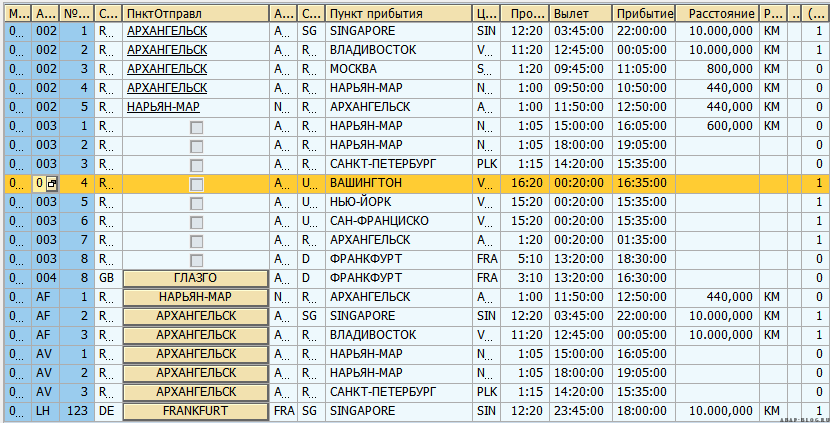 М... А... №... С... ПнктОтправл А... С... Пункт прибытия Ц... Про... Вылет Прибытие Расстояние Р... .. (...
0... 002 1 R... АРХАНГЕЛЬСК A... SG SINGAPORE SIN 12:20 03:45:00 22:00:00 10.000,000 KM 1
0... 002 2 R... АРХАНГЕЛЬСК A... R... ВЛАДИВОСТОК V... 11:20 12:45:00 00:05:00 10.000,000 KM 1
0... 002 3 R... АРХАНГЕЛЬСК A... R... МОСКВА S... 1:20 09:45:00 11:05:00 800,000 KM 0
0... 002 4 R... АРХАНГЕЛЬСК A... R... НАРЬЯН-МАР N... 1:00 09:50:00 10:50:00 440,000 KM 0
0... 002 5 R... НАРЬЯН-МАР N... R... АРХАНГЕЛЬСК A... 1:00 11:50:00 12:50:00 440,000 KM 0
0... 003 1 R... A... R... НАРЬЯН-МАР N... 1:05 15:00:00 16:05:00 600,000 KM 0
0... 003 2 R... A... R... НАРЬЯН-МАР N... 1:05 18:00:00 19:05:00 0
0... 003 3 R... A... R... САНКТ-ПЕТЕРБУРГ PLK 1:15 14:20:00 15:35:00 0
0... 0 4 R... A... U... ВАШИНГТОН V... 16:20 00:20:00 16:35:00 1
0... 003 5 R... A... U... НЬЮ-ЙОРК V... 15:20 00:20:00 15:35:00 1
0... 003 6 R... A... U... САН-ФРАНЦИСКО V... 15:20 00:20:00 15:35:00 1
0... 003 7 R... A... R... АРХАНГЕЛЬСК A... 1:20 00:20:00 01:35:00 1
0... 003 8 R... A... D ФРАНКФУРТ FRA 5:10 13:20:00 18:30:00 0
0... 004 8 GB ГЛАЗГО A... D ФРАНКФУРТ FRA 3:10 13:20:00 16:30:00 0
0... AF 1 R... НАРЬЯН-МАР N... R... АРХАНГЕЛЬСК A... 1:00 11:50:00 12:50:00 440,000 KM 0
0... AF 2 R... АРХАНГЕЛЬСК A... SG SINGAPORE SIN 12:20 03:45:00 22:00:00 10.000,000 KM 1
0... AF 3 R... АРХАНГЕЛЬСК A... R... ВЛАДИВОСТОК V... 11:20 12:45:00 00:05:00 10.000,000 KM 1
0... AV 1 R... АРХАНГЕЛЬСК A... R... НАРЬЯН-МАР N... 1:05 15:00:00 16:05:00 0
0... AV 2 R... АРХАНГЕЛЬСК A... R... НАРЬЯН-МАР N... 1:05 18:00:00 19:05:00 0
0... AV 3 R... АРХАНГЕЛЬСК A... R... САНКТ-ПЕТЕРБУРГ PLK 1:15 14:20:00 15:35:00 0
0... LH 123 DE FRANKFURT FRA SG SINGAPORE SIN 12:20 23:45:00 18:00:00 10.000,000 KM 1
ABAP-BLOG.RU